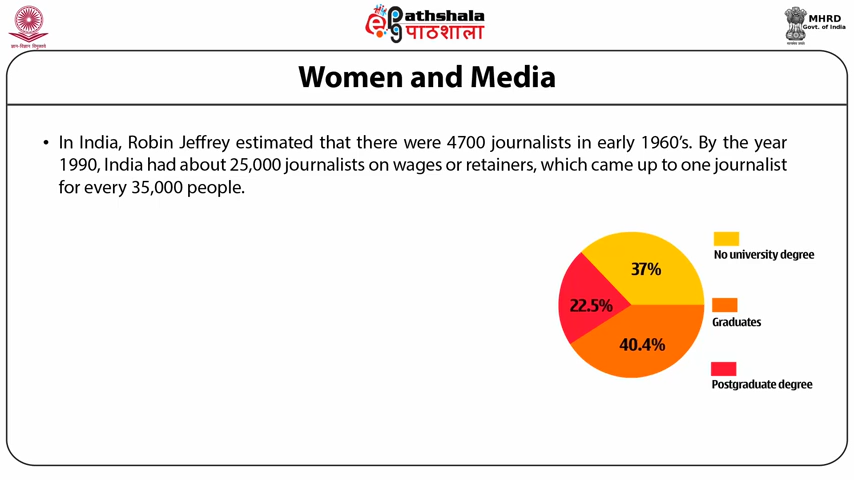 Pathshala
पाठशाला
MHRD
Govt. of India
Women and Media
• In India, Robin Jeffrey estimated that there were 4700 journalists in early 1960’s. By the year
1990, India had about 25,000 journalists on wages or retainers, which came up to one journalist
for every 35,000 people.
37%
22.5%
40.4%
No university degree
Graduates
Postgraduate degree